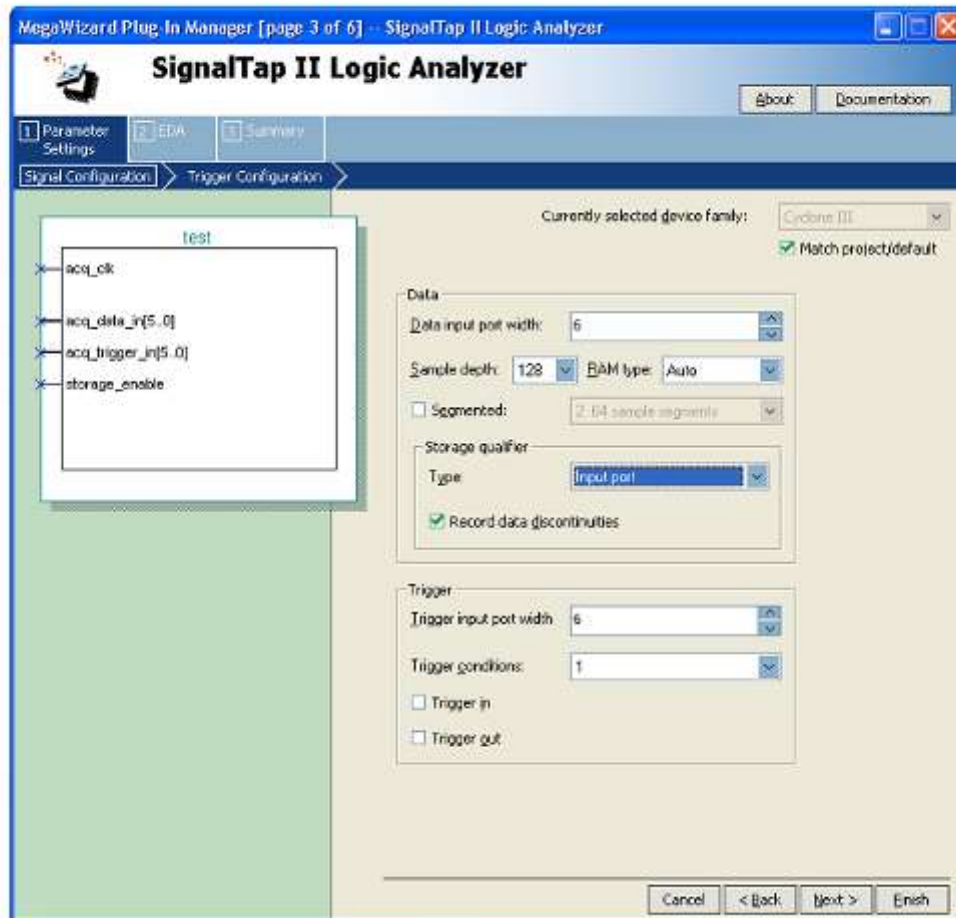 MegaWizard Plug-In Manager [page 3 of 6] -- SignalTap II Logic Analyzer
SignalTap II Logic Analyzer
About
Documentation
1 Parameter Settings
2 EDA
3 Summary
Signal Configuration
Trigger Configuration
Currently selected device family:
Cyclone III
Match project/default
test
acq_clk
acq_data_in[5..0]
acq_trigger_in[5..0]
storage_enable
Data
Data input port width:
6
Sample depth:
128
RAM type:
Auto
Segmented:
2 64 sample segments
Storage qualifier
Type:
Input port
Record data discontinuities
Trigger
Trigger input port width
6
Trigger conditions:
1
Trigger in
Trigger out
Cancel
< Back
Next >
Finish